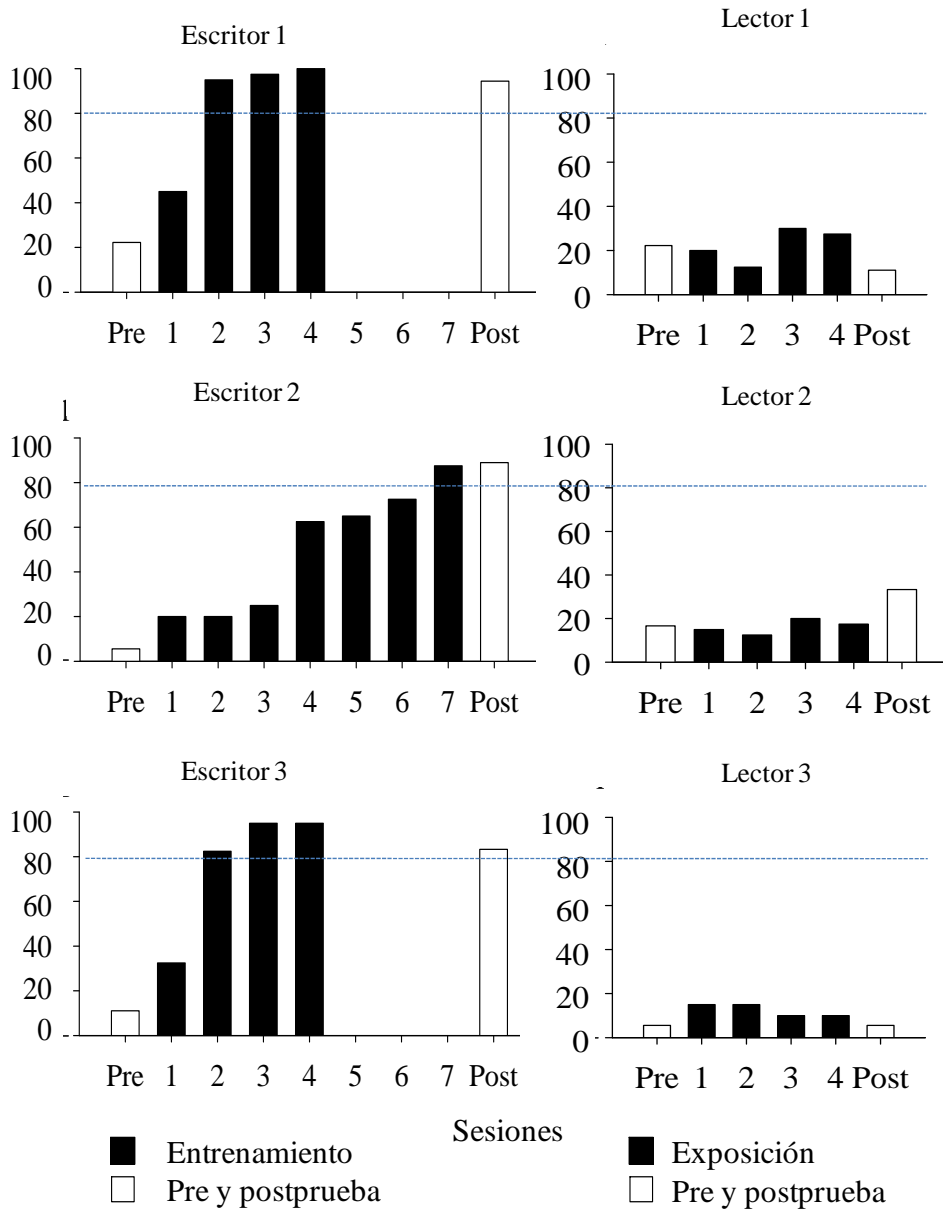 Escritor 1
100
80
60
40
20
0
Pre 1 2 3 4 5 6 7 Post
Lector 1
100
80
60
40
20
0
Pre 1 2 3 4 Post
Escritor 2
100
80
60
40
20
0
Pre 1 2 3 4 5 6 7 Post
Lector 2
100
80
60
40
20
0
Pre 1 2 3 4 Post
Escritor 3
100
80
60
40
20
0
Pre 1 2 3 4 5 6 7 Post
Lector 3
100
80
60
40
20
0
Pre 1 2 3 4 Post
Sesiones
Entrenamiento
Pre y postprueba
Exposición
Pre y postprueba